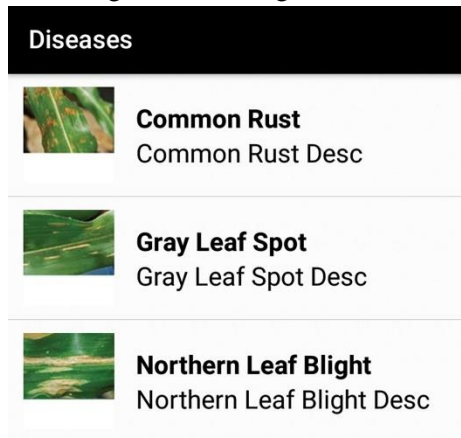 Diseases
Common Rust
Common Rust Desc
Gray Leaf Spot
Gray Leaf Spot Desc
Northern Leaf Blight
Northern Leaf Blight Desc